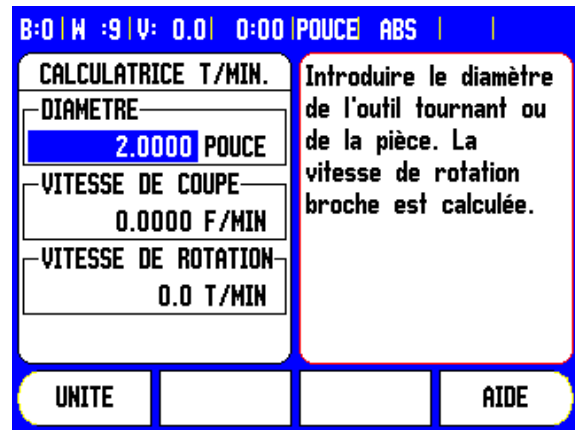 B:0 | W :9 | V: 0.0 | 0:00 | POUCE | ABS | |
CALCULATRICE T/MIN.
DIAMETRE
2.0000 POUCE
VITESSE DE COUPE
0.0000 F/MIN
VITESSE DE ROTATION
0.0 T/MIN
Introduire le diamètre
de l'outil tournant ou
de la pièce. La
vitesse de rotation
broche est calculée.
UNITE
AIDE